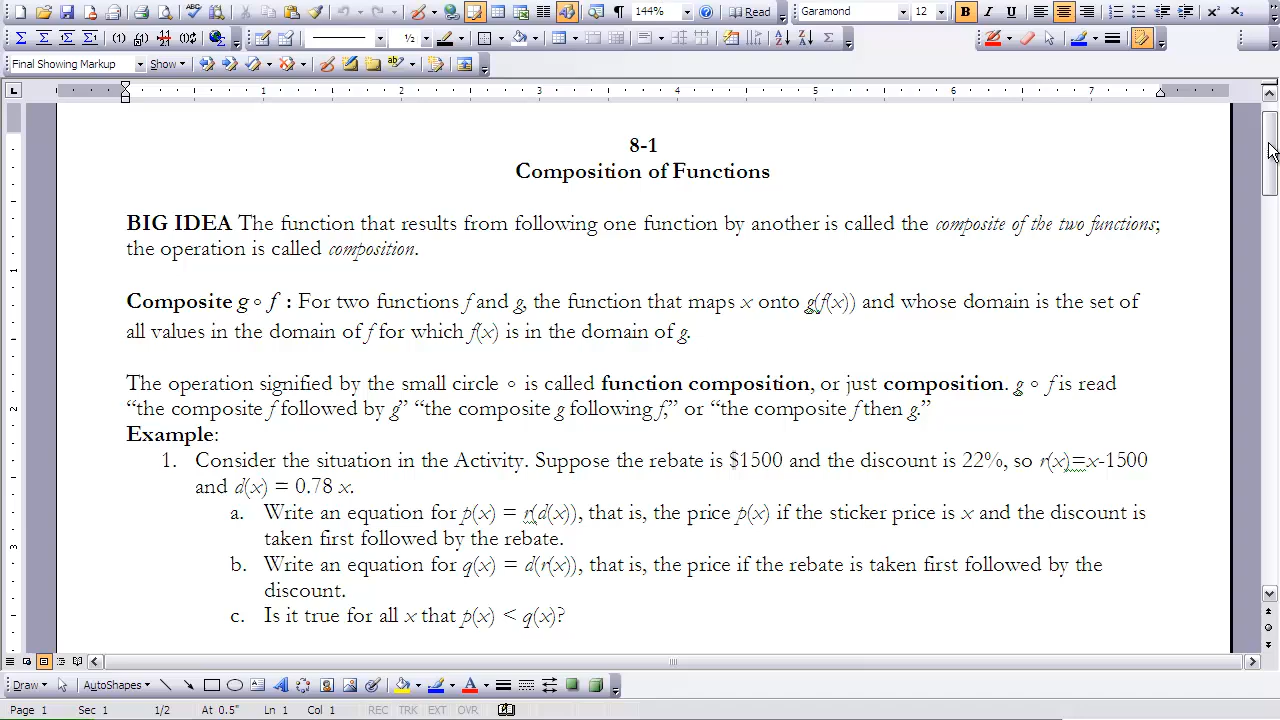 144%
Read
Garamond
12
B I U
Final Showing Markup
Show
1 2 3 4 5 6 7
8-1
Composition of Functions
BIG IDEA The function that results from following one function by another is called the composite of the two functions;
the operation is called composition.
Composite g ∘ f : For two functions f and g, the function that maps x onto g(f(x)) and whose domain is the set of
all values in the domain of f for which f(x) is in the domain of g.
The operation signified by the small circle ∘ is called function composition, or just composition. g ∘ f is read
“the composite f followed by g” “the composite g following f,” or “the composite f then g.”
Example:
1. Consider the situation in the Activity. Suppose the rebate is $1500 and the discount is 22%, so r(x)=x-1500
and d(x) = 0.78 x.
a. Write an equation for p(x) = r(d(x)), that is, the price p(x) if the sticker price is x and the discount is
taken first followed by the rebate.
b. Write an equation for q(x) = d(r(x)), that is, the price if the rebate is taken first followed by the
discount.
c. Is it true for all x that p(x) < q(x)?
Draw AutoShapes
Page 1 Sec 1 1/2 At 0.5" Ln 1 Col 1 REC TRK EXT OVR